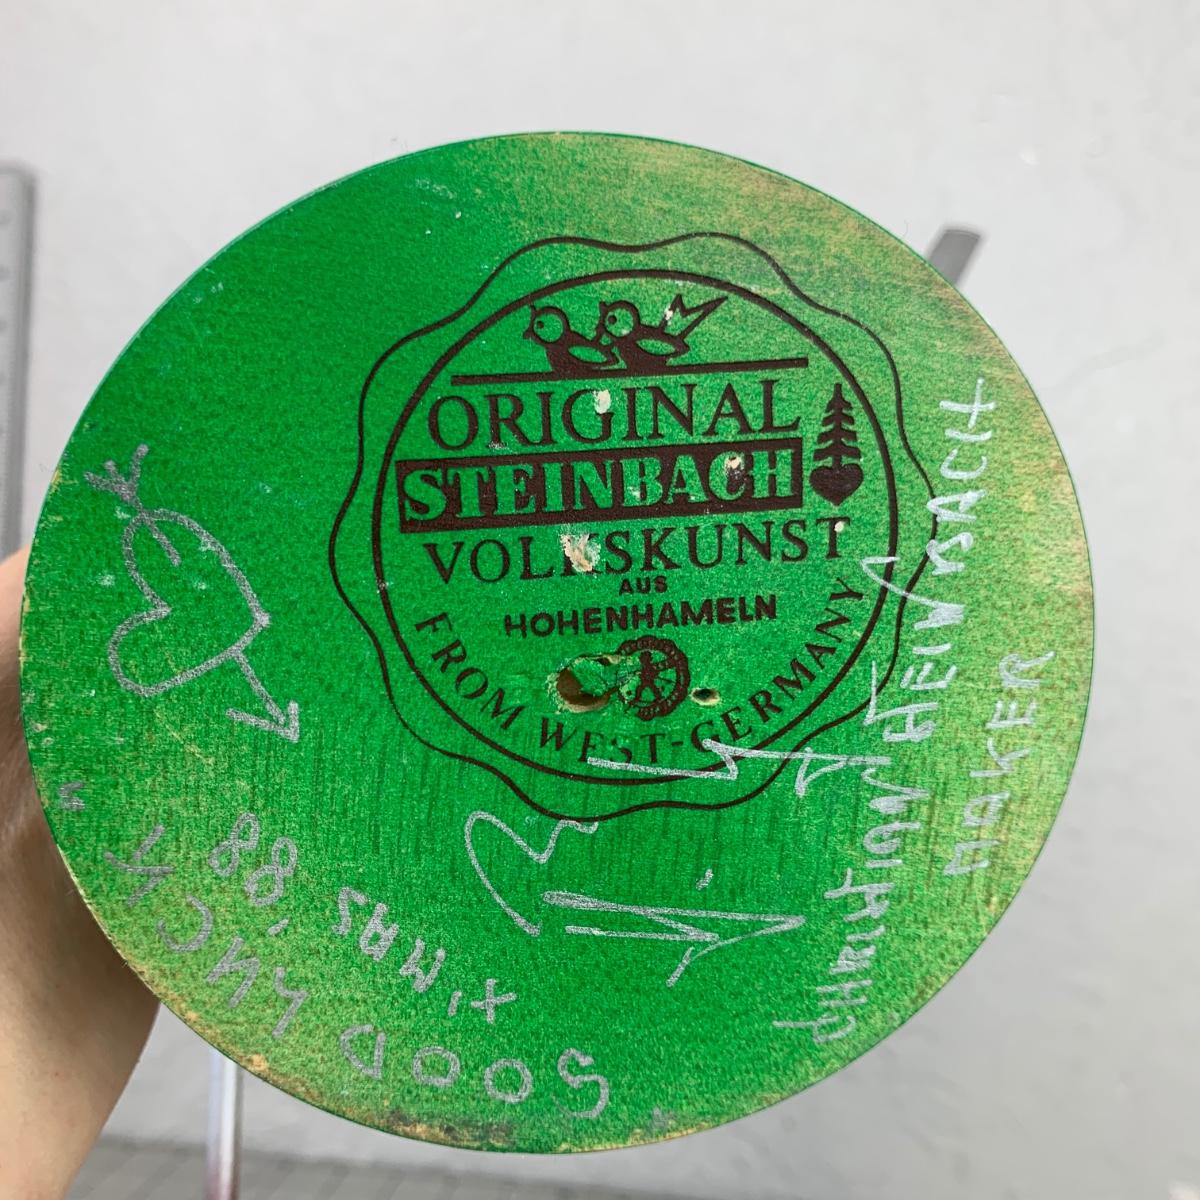 ORIGINAL
STEINBACH
VOLKSKUNST
AUS
HOHENHAMELN
FROM WEST-GERMANY
CHRISTIAN STEINBACH
MAKER
GOOD LUCK"
X'MAS '88